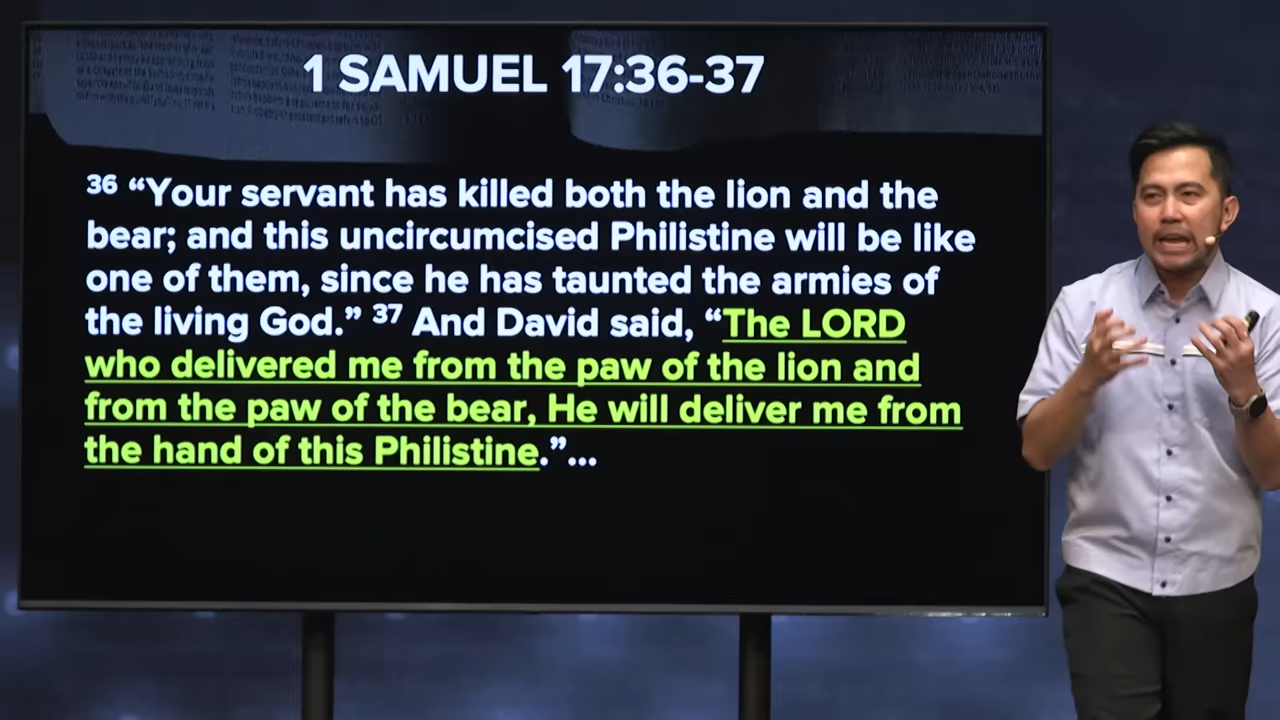 1 SAMUEL 17:36-37
³⁶ “Your servant has killed both the lion and the
bear; and this uncircumcised Philistine will be like
one of them, since he has taunted the armies of
the living God.” ³⁷ And David said, “The LORD
who delivered me from the paw of the lion and
from the paw of the bear, He will deliver me from
the hand of this Philistine.”...